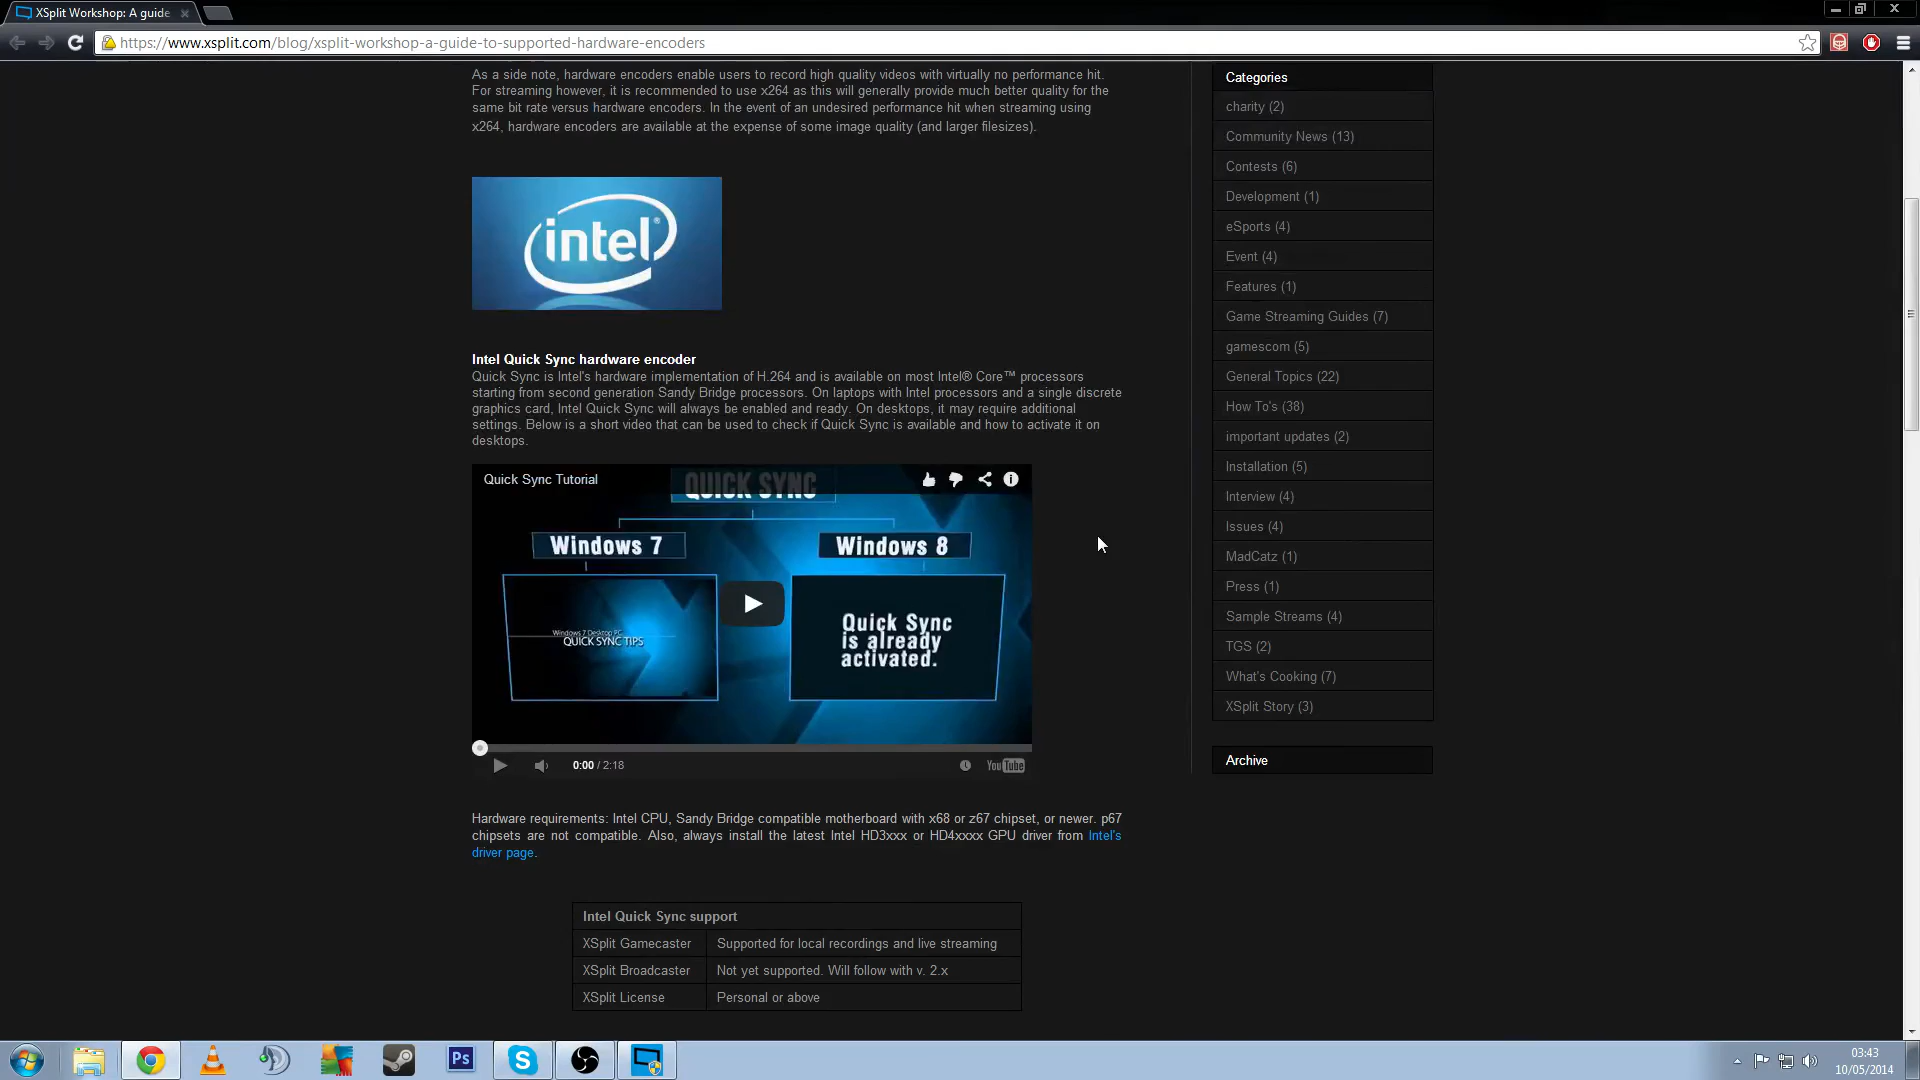 XSplit Workshop: A guide
https://www.xsplit.com/blog/xsplit-workshop-a-guide-to-supported-hardware-encoders
As a side note, hardware encoders enable users to record high quality videos with virtually no performance hit.
For streaming however, it is recommended to use x264 as this will generally provide much better quality for the
same bit rate versus hardware encoders. In the event of an undesired performance hit when streaming using
x264, hardware encoders are available at the expense of some image quality (and larger filesizes).
intel®
Intel Quick Sync hardware encoder
Quick Sync is Intel's hardware implementation of H.264 and is available on most Intel® Core™ processors
starting from second generation Sandy Bridge processors. On laptops with Intel processors and a single discrete
graphics card, Intel Quick Sync will always be enabled and ready. On desktops, it may require additional
settings. Below is a short video that can be used to check if Quick Sync is available and how to activate it on
desktops.
Quick Sync Tutorial
QUICK SYNC
Windows 7
Windows 8
Windows 7 Desktop PC
QUICK SYNC TIPS
Quick Sync
is already
activated.
0:00 / 2:18
YouTube
Hardware requirements: Intel CPU, Sandy Bridge compatible motherboard with x68 or z67 chipset, or newer. p67
chipsets are not compatible. Also, always install the latest Intel HD3xxx or HD4xxxx GPU driver from Intel's
driver page.
Intel Quick Sync support
XSplit Gamecaster Supported for local recordings and live streaming
XSplit Broadcaster Not yet supported. Will follow with v. 2.x
XSplit License Personal or above
Categories
charity (2)
Community News (13)
Contests (6)
Development (1)
eSports (4)
Event (4)
Features (1)
Game Streaming Guides (7)
gamescom (5)
General Topics (22)
How To's (38)
important updates (2)
Installation (5)
Interview (4)
Issues (4)
MadCatz (1)
Press (1)
Sample Streams (4)
TGS (2)
What's Cooking (7)
XSplit Story (3)
Archive
Ps
03:43
10/05/2014